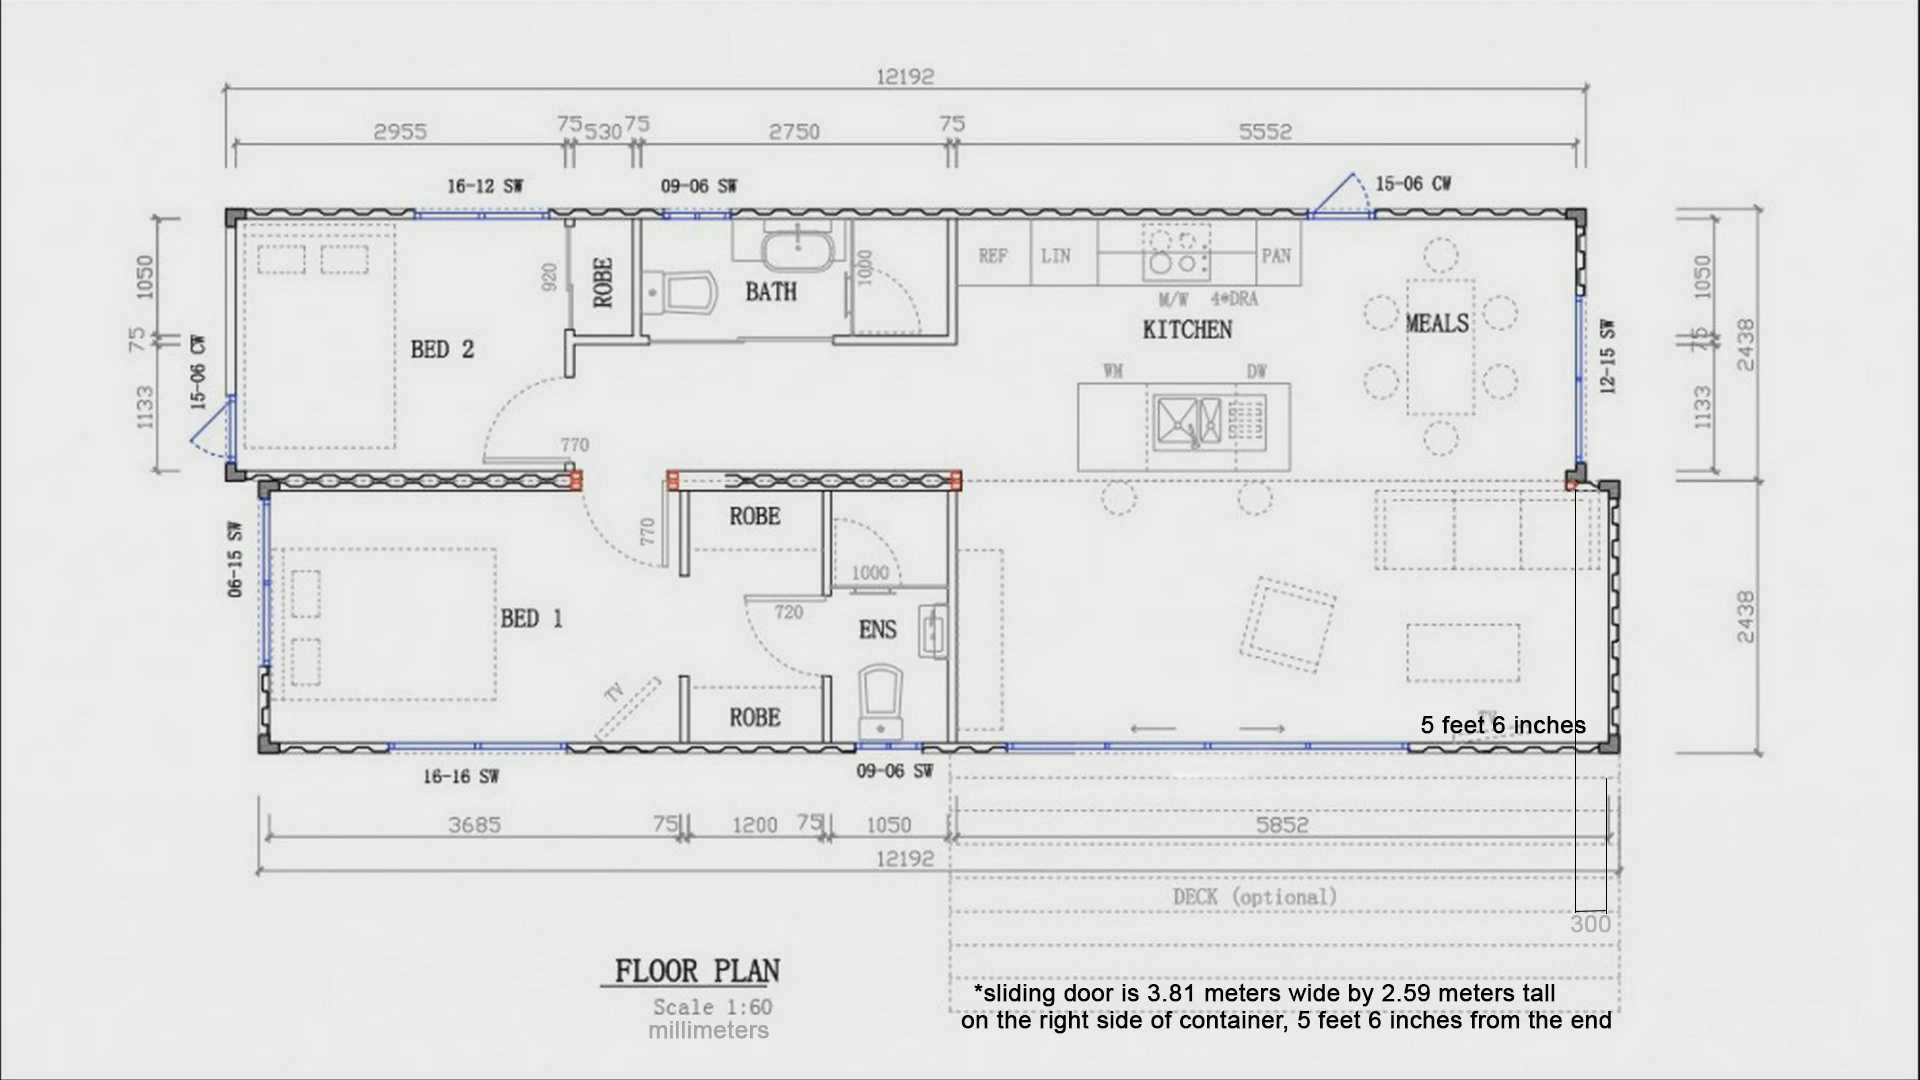 12192
2955 75 530 75 2750 75 5552
16-12 SW 09-06 SW 15-06 CW
1050
75
1133
15-06 CW
920
ROBE
BATH
1000
REF LIN PAN
M/W 4*DRA
KITCHEN
MEALS
BED 2
WM DW
770
12-15 SW
1050
75
1133
2438
06-15 SW
770
ROBE
1000
720
BED 1
ENS
TV
ROBE
TV
5 feet 6 inches
2438
16-16 SW 09-06 SW
3685 75 1200 75 1050 5852
12192
DECK (optional)
300
FLOOR PLAN
Scale 1:60
millimeters
*sliding door is 3.81 meters wide by 2.59 meters tall
on the right side of container, 5 feet 6 inches from the end